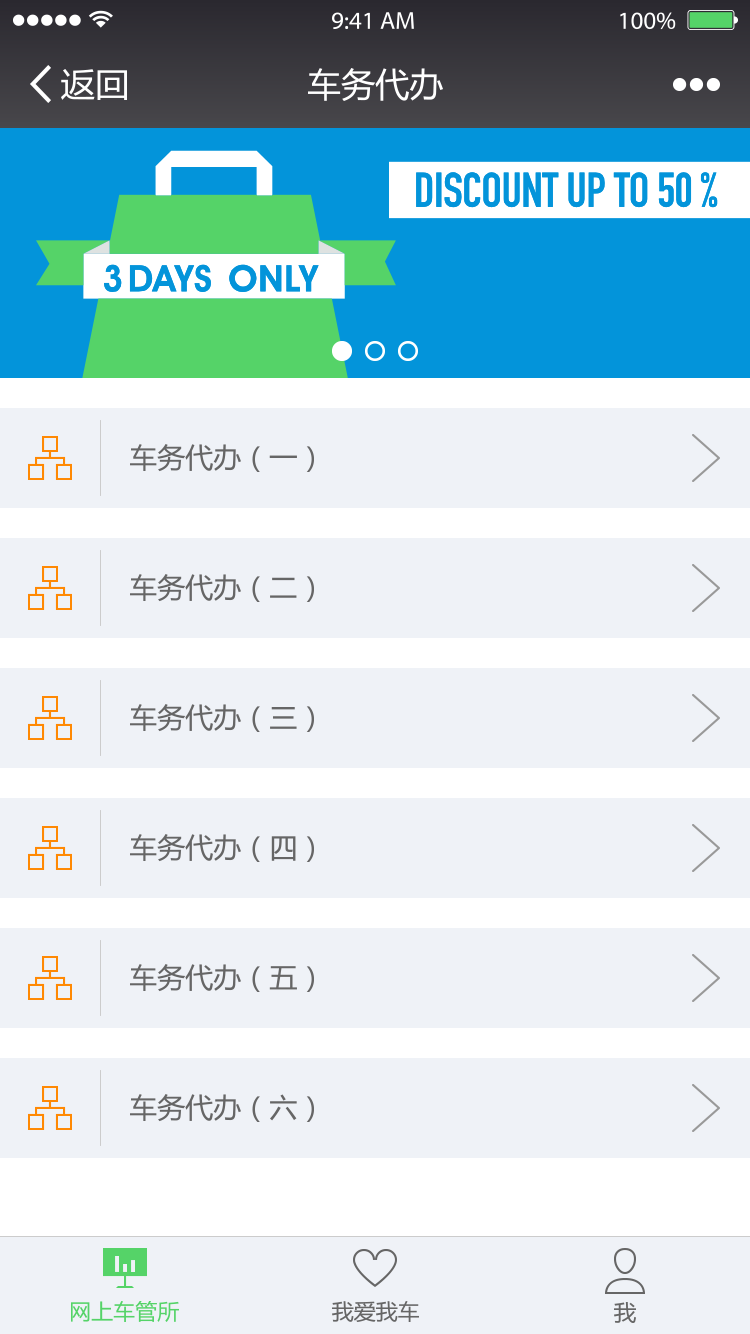 9:41 AM 100%
返回 车务代办
DISCOUNT UP TO 50 %
3 DAYS ONLY
车务代办（一）
车务代办（二）
车务代办（三）
车务代办（四）
车务代办（五）
车务代办（六）
网上车管所 我爱我车 我